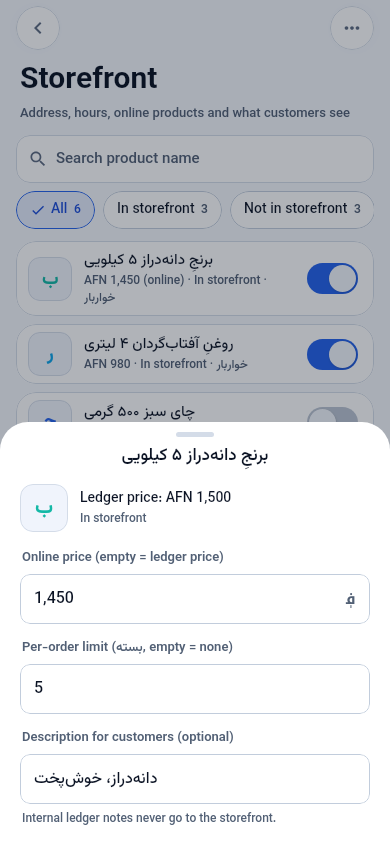 Storefront
Address, hours, online products and what customers see
Search product name
All 6
In storefront 3
Not in storefront 3
ب
برنجِ دانه‌دراز ۵ کیلویی
AFN 1,450 (online) · In storefront ·
خواربار
ر
روغنِ آفتاب‌گردان ۴ لیتری
AFN 980 · In storefront · خواربار
چای سبز ۵۰۰ گرمی
برنجِ دانه‌دراز ۵ کیلویی
ب
Ledger price: AFN 1,500
In storefront
Online price (empty = ledger price)
1,450
؋
Per-order limit (بسته, empty = none)
5
Description for customers (optional)
دانه‌دراز، خوش‌پخت
Internal ledger notes never go to the storefront.